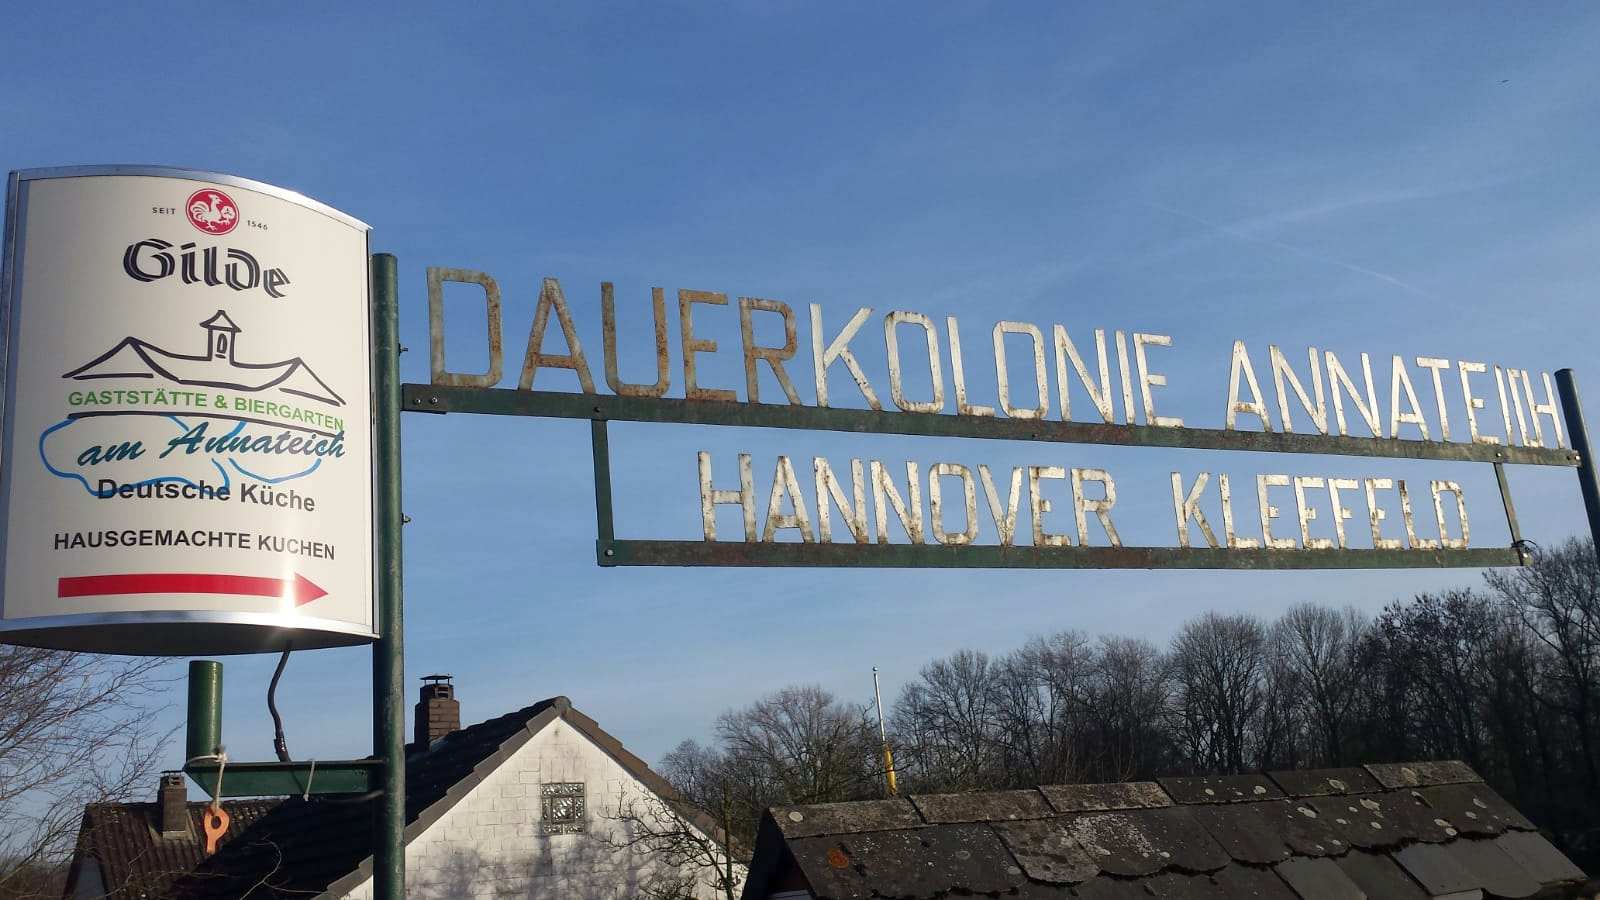 SEIT 1546
Gilde
GASTSTÄTTE & BIERGARTEN
am Annateich
Deutsche Küche
HAUSGEMACHTE KUCHEN
DAUERKOLONIE ANNATEICH
HANNOVER KLEEFELD